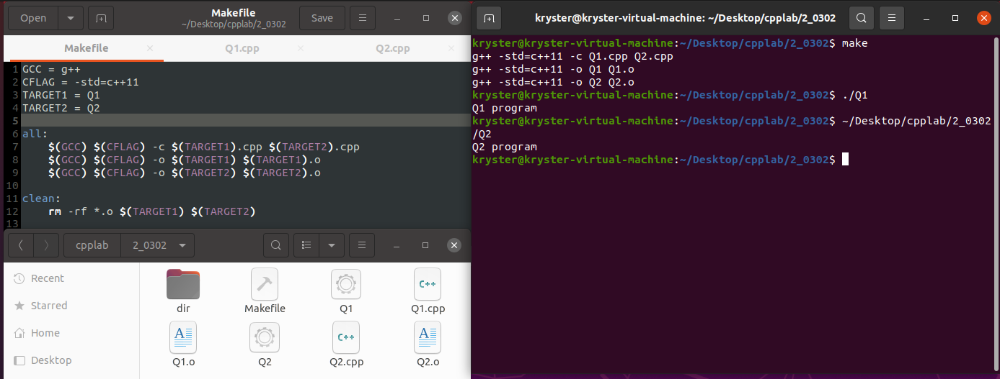 Open
Makefile
~/Desktop/cpplab/2_0302
Save
Makefile
Q1.cpp
Q2.cpp
1 GCC = g++
2 CFLAG = -std=c++11
3 TARGET1 = Q1
4 TARGET2 = Q2
5
6 all:
7     $(GCC) $(CFLAG) -c $(TARGET1).cpp $(TARGET2).cpp
8     $(GCC) $(CFLAG) -o $(TARGET1) $(TARGET1).o
9     $(GCC) $(CFLAG) -o $(TARGET2) $(TARGET2).o
10
11 clean:
12     rm -rf *.o $(TARGET1) $(TARGET2)
13
cpplab
2_0302
Recent
Starred
Home
Desktop
dir
Makefile
Q1
C++
Q1.cpp
A
Q1.o
Q2
C++
Q2.cpp
A
Q2.o
kryster@kryster-virtual-machine: ~/Desktop/cpplab/2_0302
kryster@kryster-virtual-machine:~/Desktop/cpplab/2_0302$ make
g++ -std=c++11 -c Q1.cpp Q2.cpp
g++ -std=c++11 -o Q1 Q1.o
g++ -std=c++11 -o Q2 Q2.o
kryster@kryster-virtual-machine:~/Desktop/cpplab/2_0302$ ./Q1
Q1 program
kryster@kryster-virtual-machine:~/Desktop/cpplab/2_0302$ ~/Desktop/cpplab/2_0302
/Q2
Q2 program
kryster@kryster-virtual-machine:~/Desktop/cpplab/2_0302$